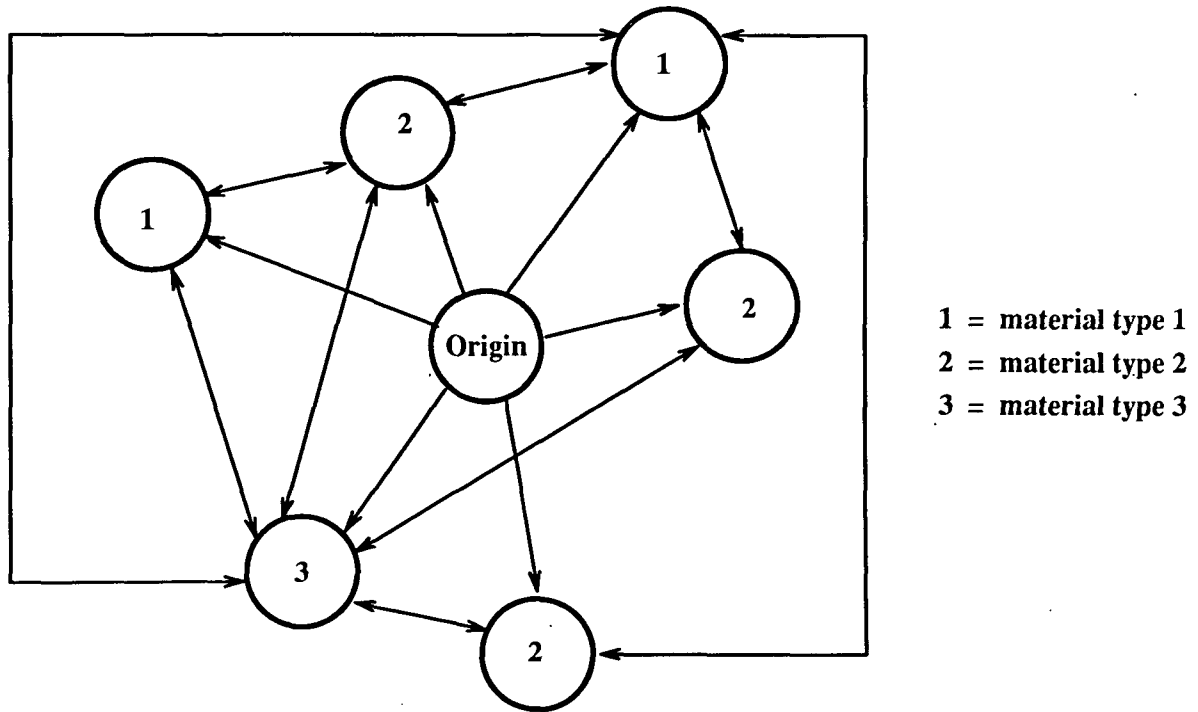 1
2
1
2
Origin
3
2
1 = material type 1
2 = material type 2
3 = material type 3